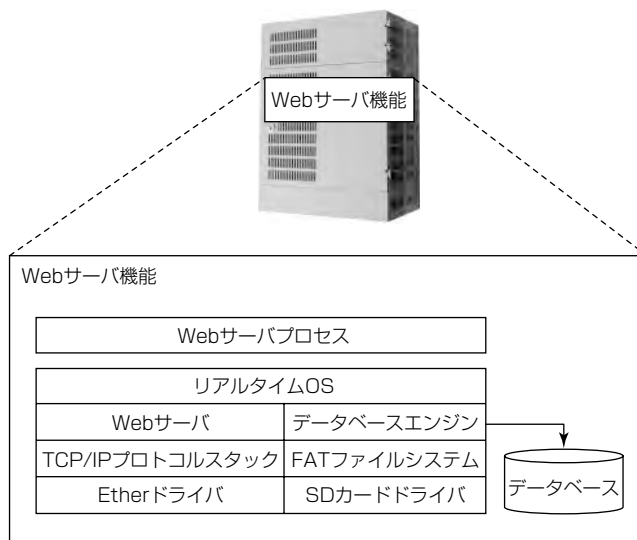 Webサーバ機能
Webサーバ機能
Webサーバプロセス
リアルタイムOS
Webサーバ
データベースエンジン
TCP/IPプロトコルスタック
FATファイルシステム
Etherドライバ
SDカードドライバ
データベース